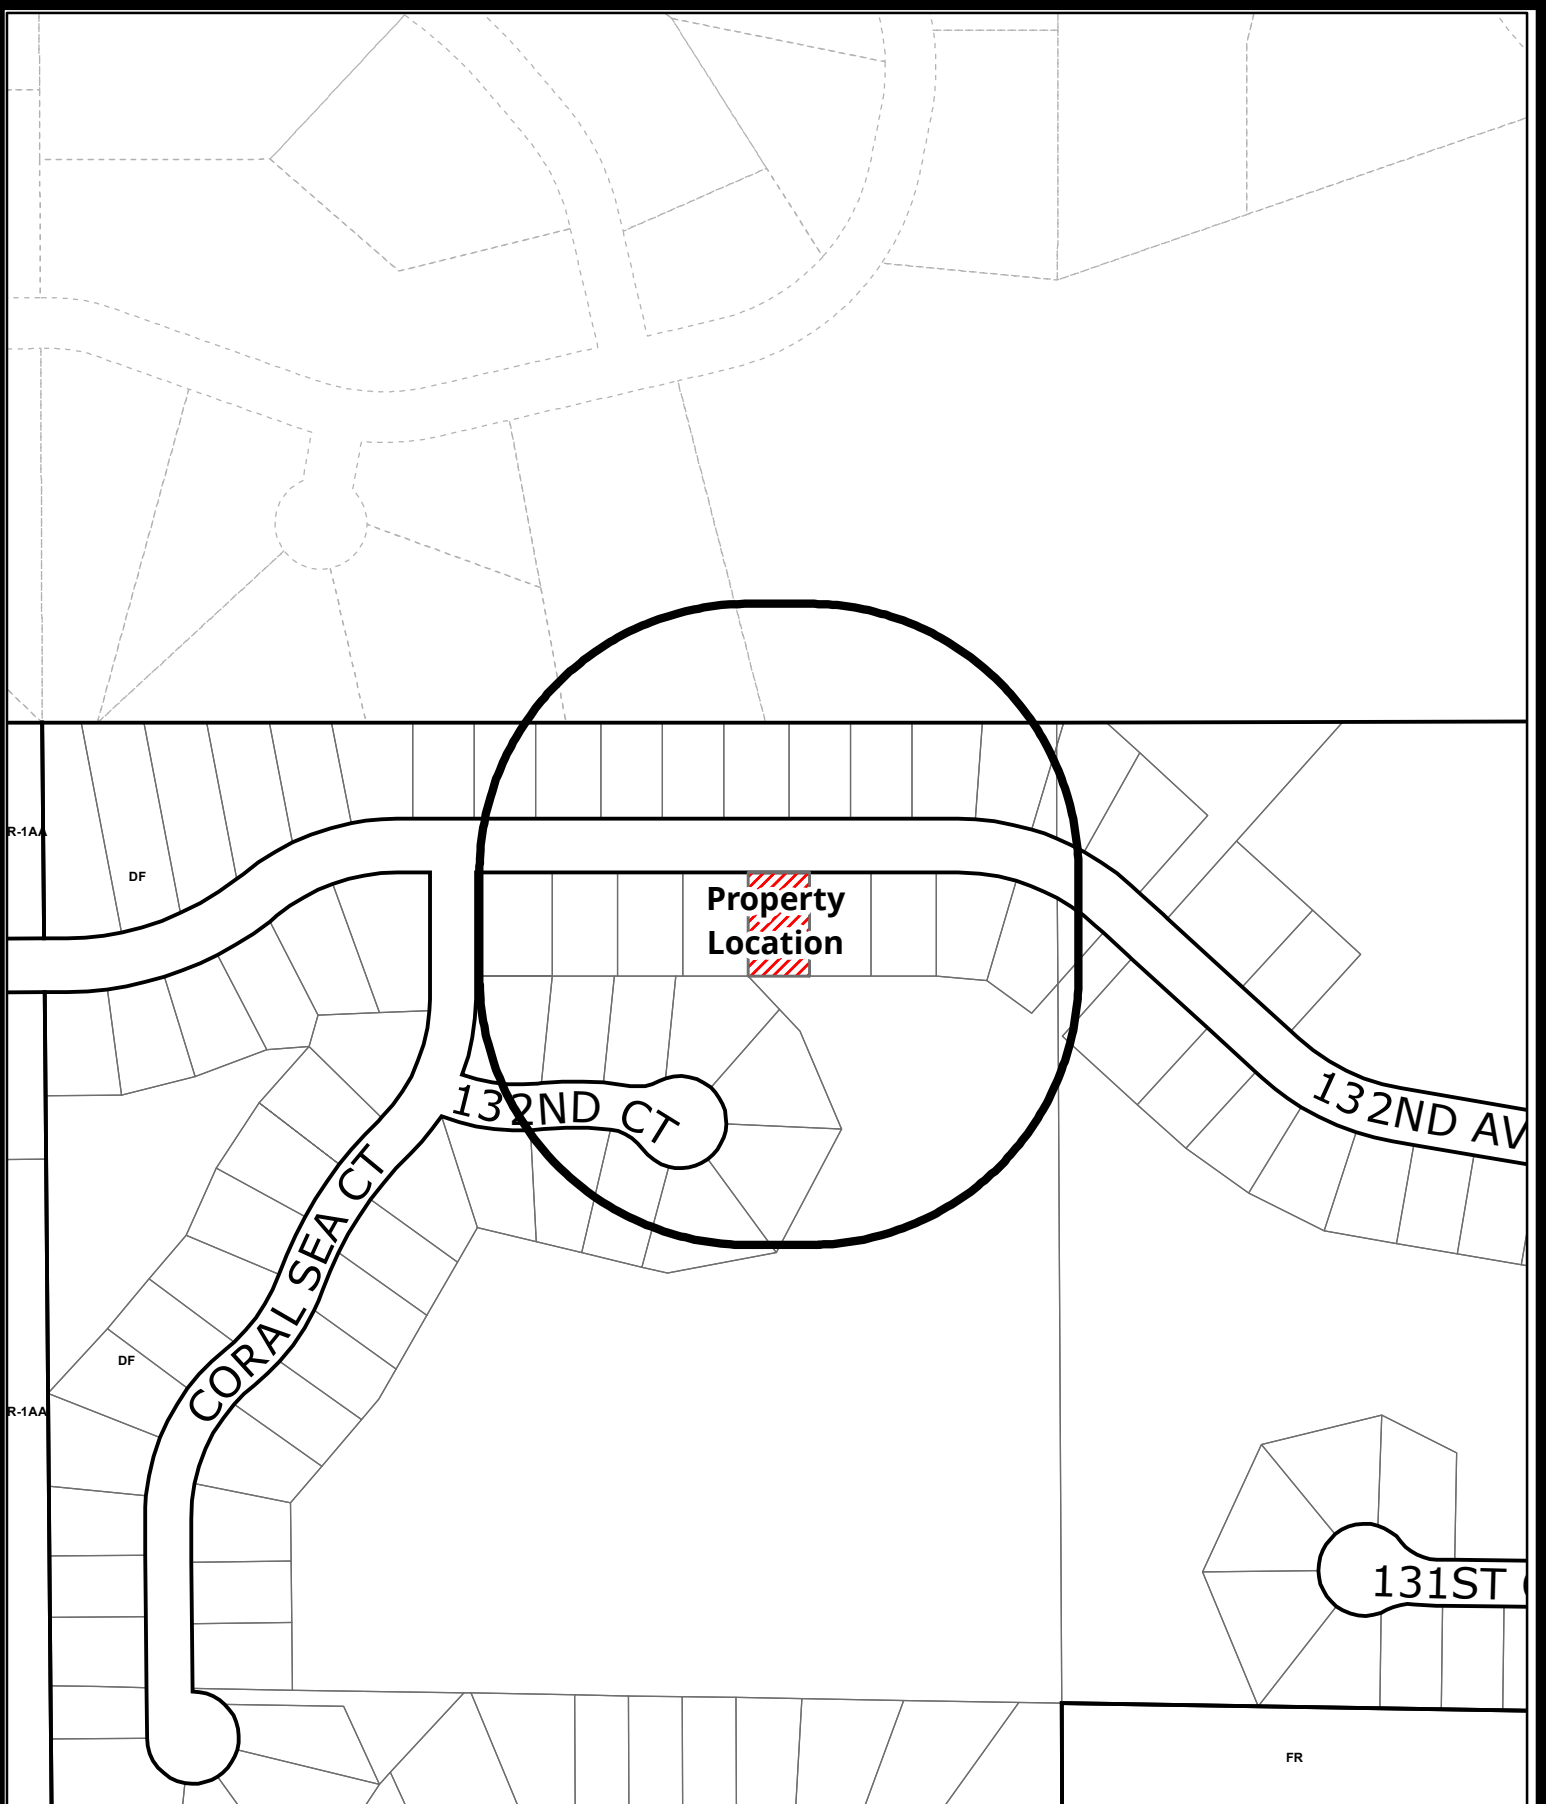 R-1AA
DF
Property
Location
132ND CT
132ND AV
CORAL SEA CT
DF
R-1AA
131ST
FR